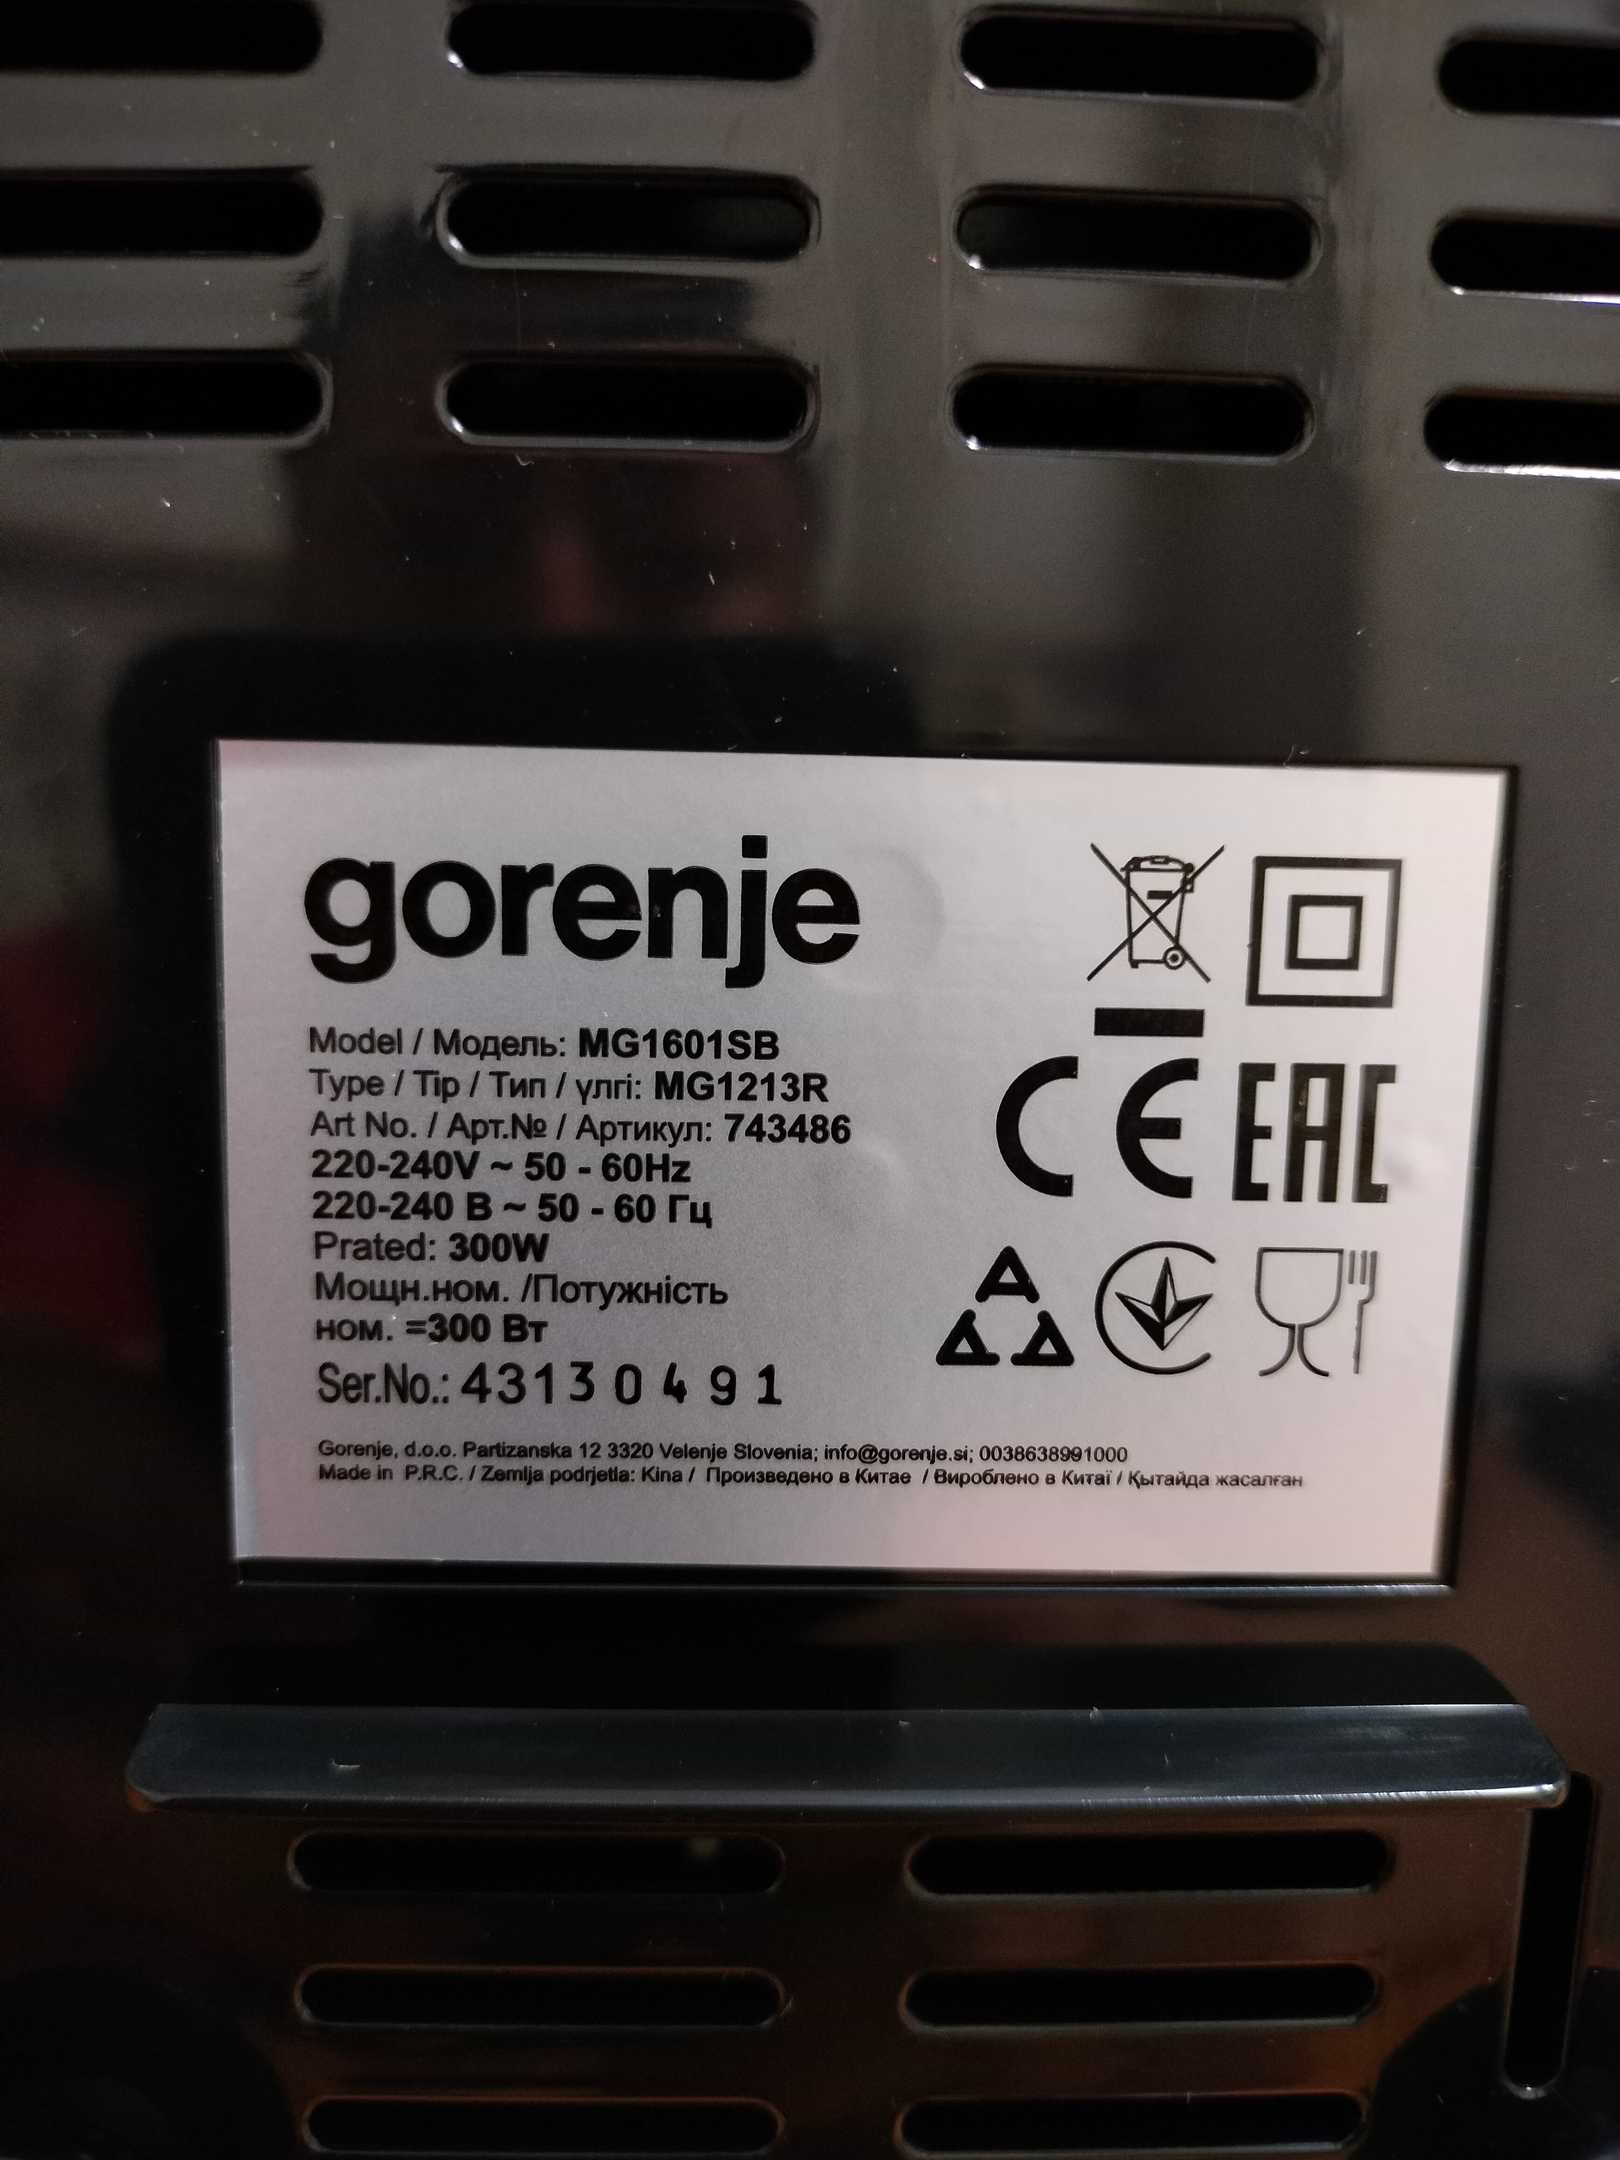 gorenje
Model / Модель: MG1601SB
Type / Tip / Тип / үлгі: MG1213R
Art No. / Арт.№ / Артикул: 743486
220-240V ~ 50 - 60Hz
220-240 В ~ 50 - 60 Гц
Prated: 300W
Мощн.ном. /Потужність
ном. =300 Вт
Ser.No.: 43130491
CE EAC
Gorenje, d.o.o. Partizanska 12 3320 Velenje Slovenia; info@gorenje.si; 0038638991000
Made in P.R.C. / Zemlja podrjetla: Kina / Произведено в Китае / Вироблено в Китаї / Қытайда жасалған